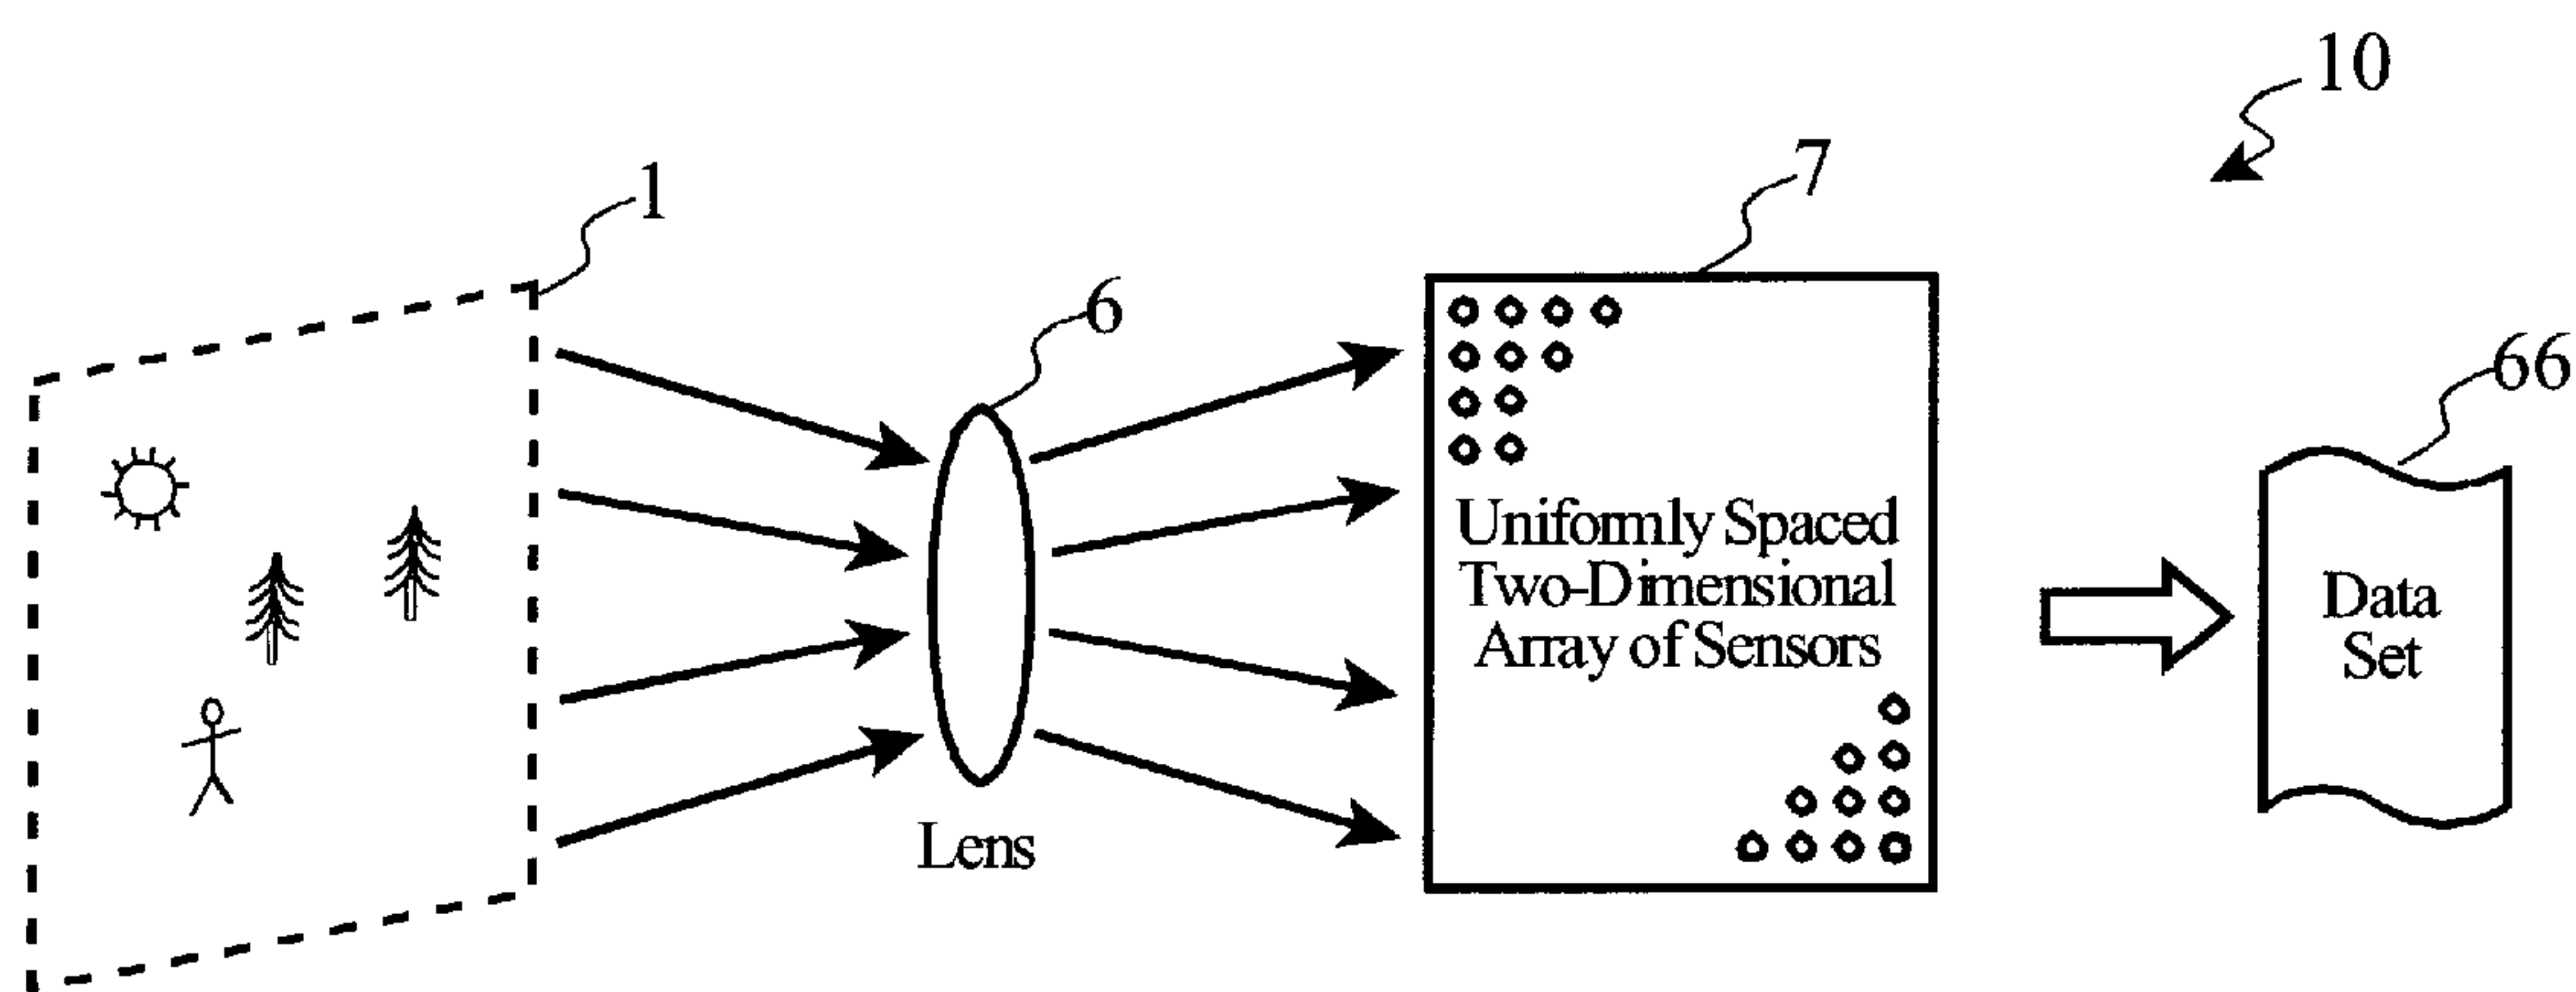 10
7
1
6
66
Uniformly Spaced
Two-Dimensional
Array of Sensors
Data
Set
Lens